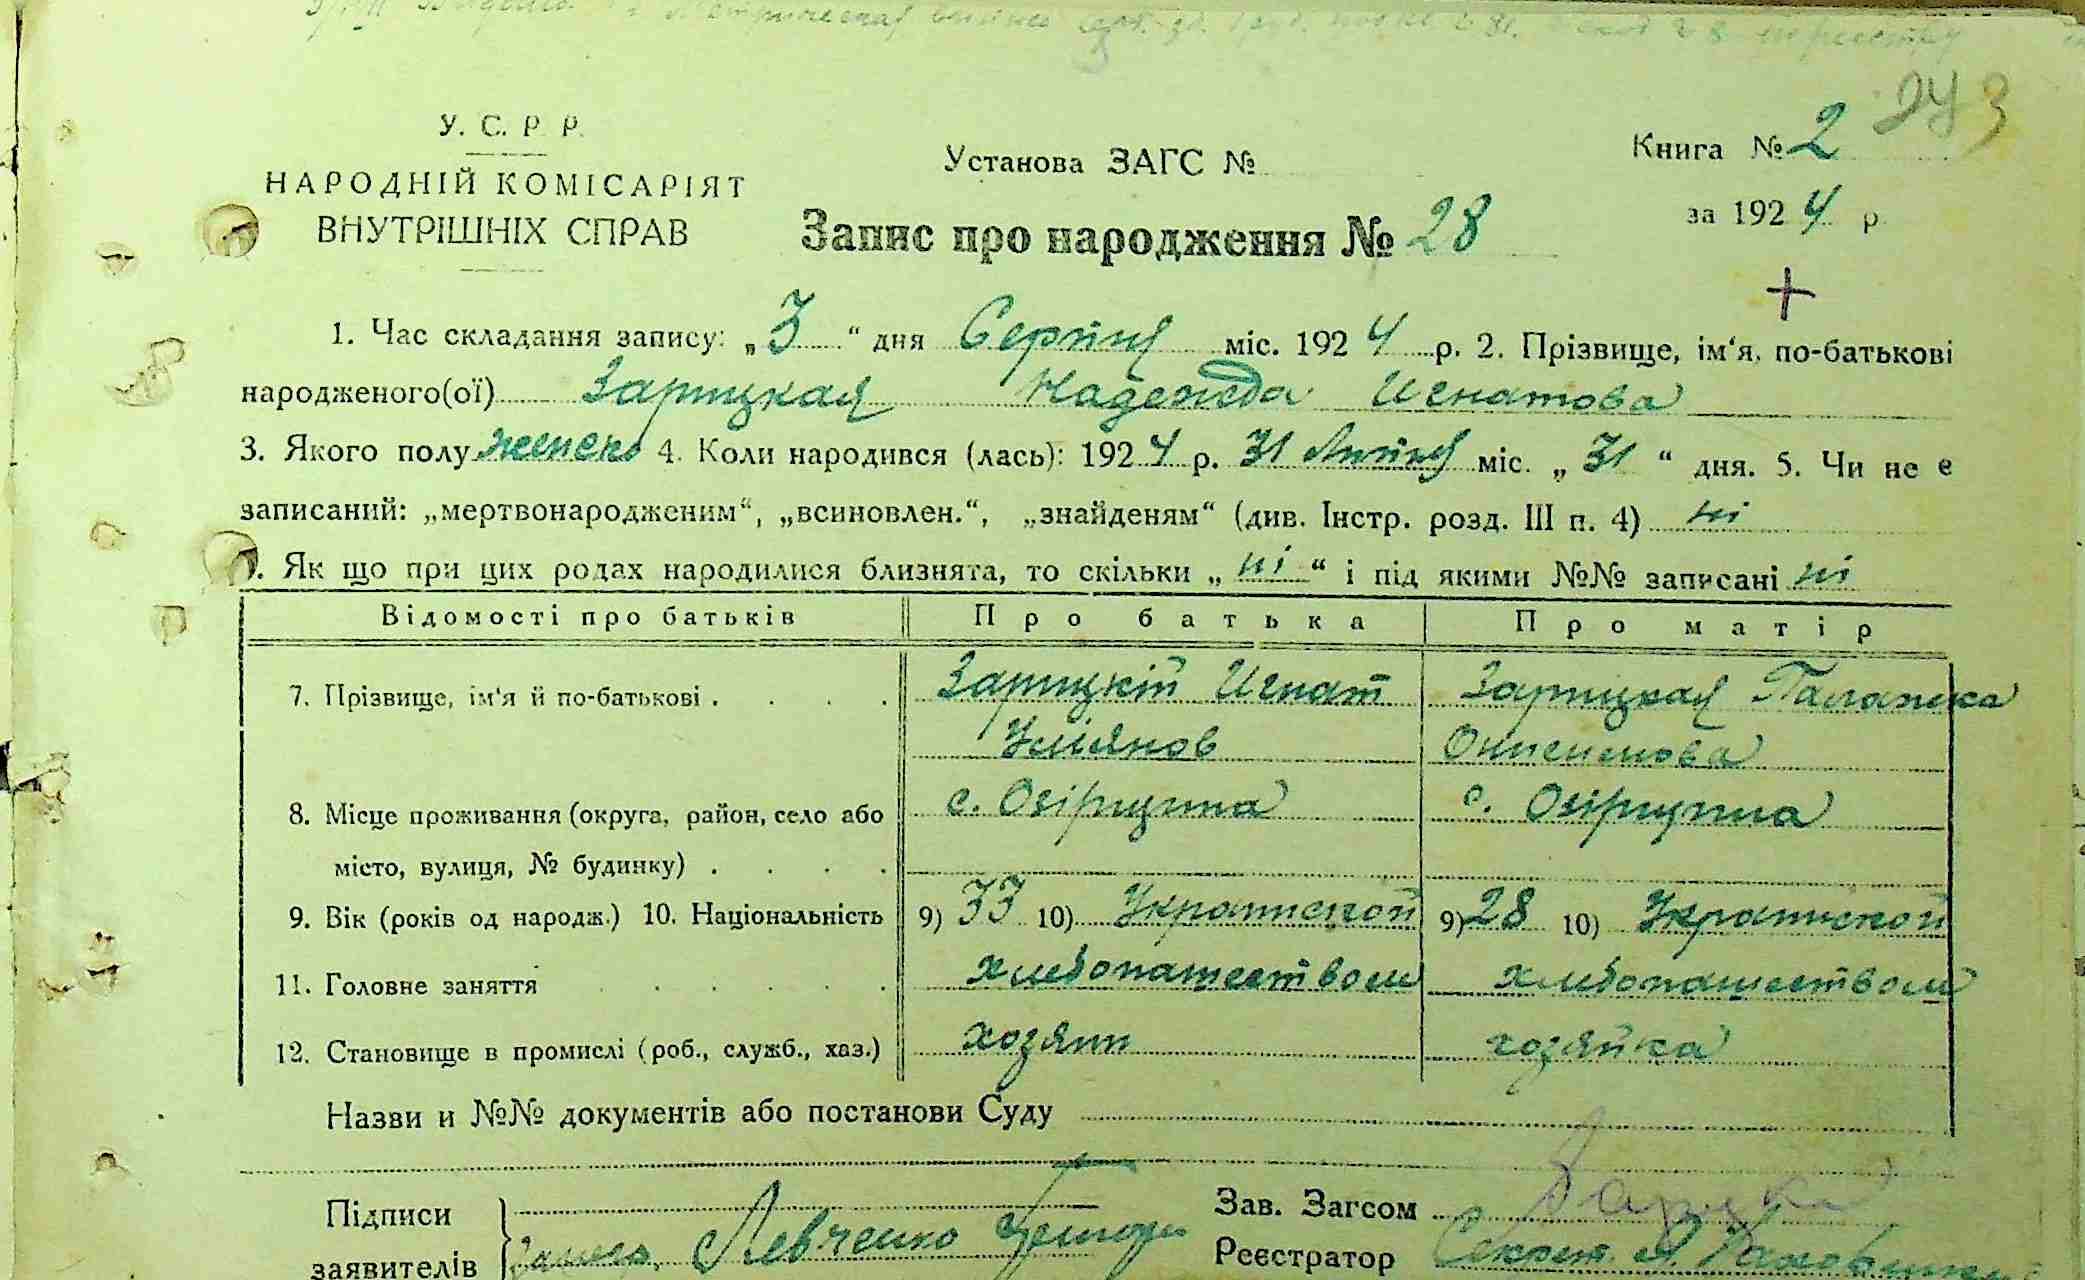 243
У. С. Р. Р.
НАРОДНІЙ КОМІСАРІЯТ
ВНУТРІШНІХ СПРАВ
Установа ЗАГС №
Книга № 2
за 1924 р.
Запис про народження № 28
1. Час складання запису: „3“ дня Серпня міс. 1924 р. 2. Прізвище, ім‘я, по-батькові
народженого(ої) Зарицкая Надежда Игнатова
3. Якого полу женско 4. Коли народився (лась): 1924 р. 31 Липня міс. „31“ дня. 5. Чи не є
записаний: „мертвонародженим“, „всиновлен.“, „знайденям“ (див. Інстр. розд. III п. 4) ні
. Як що при цих родах народилися близнята, то скільки „ні“ і під якими №№ записані ні
Відомості про батьків Про батька Про матір
7. Прізвище, ім‘я й по-батькові . . . . Зарицкій Игнат Зарицкая Палажка
Улиянов
8. Місце проживання (округа, район, село або с. Озірщина с. Озірщина
місто, вулиця, № будинку) . . . .
9. Вік (років од народж.) 10. Національність 9) 33 10) Украинской 9) 28 10) Украинской
11. Головне заняття . . . . . . хлебопашеством хлебопашеством
12. Становище в промислі (роб., служб., хаз.) хозяин хозяйка
Назви и №№ документів або постанови Суду
Підписи
заявителів Левченко
Зав. Загсом
Реєстратор Секрет.